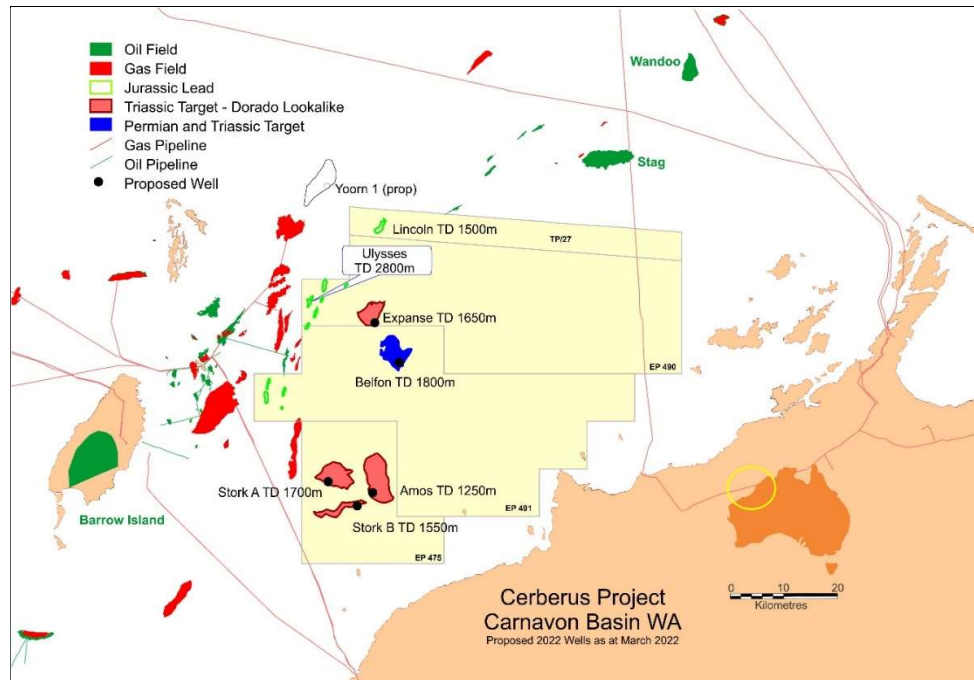 Oil Field
Gas Field
Jurassic Lead
Triassic Target - Dorado Lookalike
Permian and Triassic Target
Gas Pipeline
Oil Pipeline
Proposed Well
Wandoo
Stag
Yoorn 1 (prop)
Lincoln TD 1500m
TP/27
Ulysses
TD 2800m
Expanse TD 1650m
Belfon TD 1800m
EP 490
Stork A TD 1700m
Amos TD 1250m
Stork B TD 1550m
EP 491
EP 475
Barrow Island
0 10 20
Kilometres
Cerberus Project
Carnavon Basin WA
Proposed 2022 Wells as at March 2022